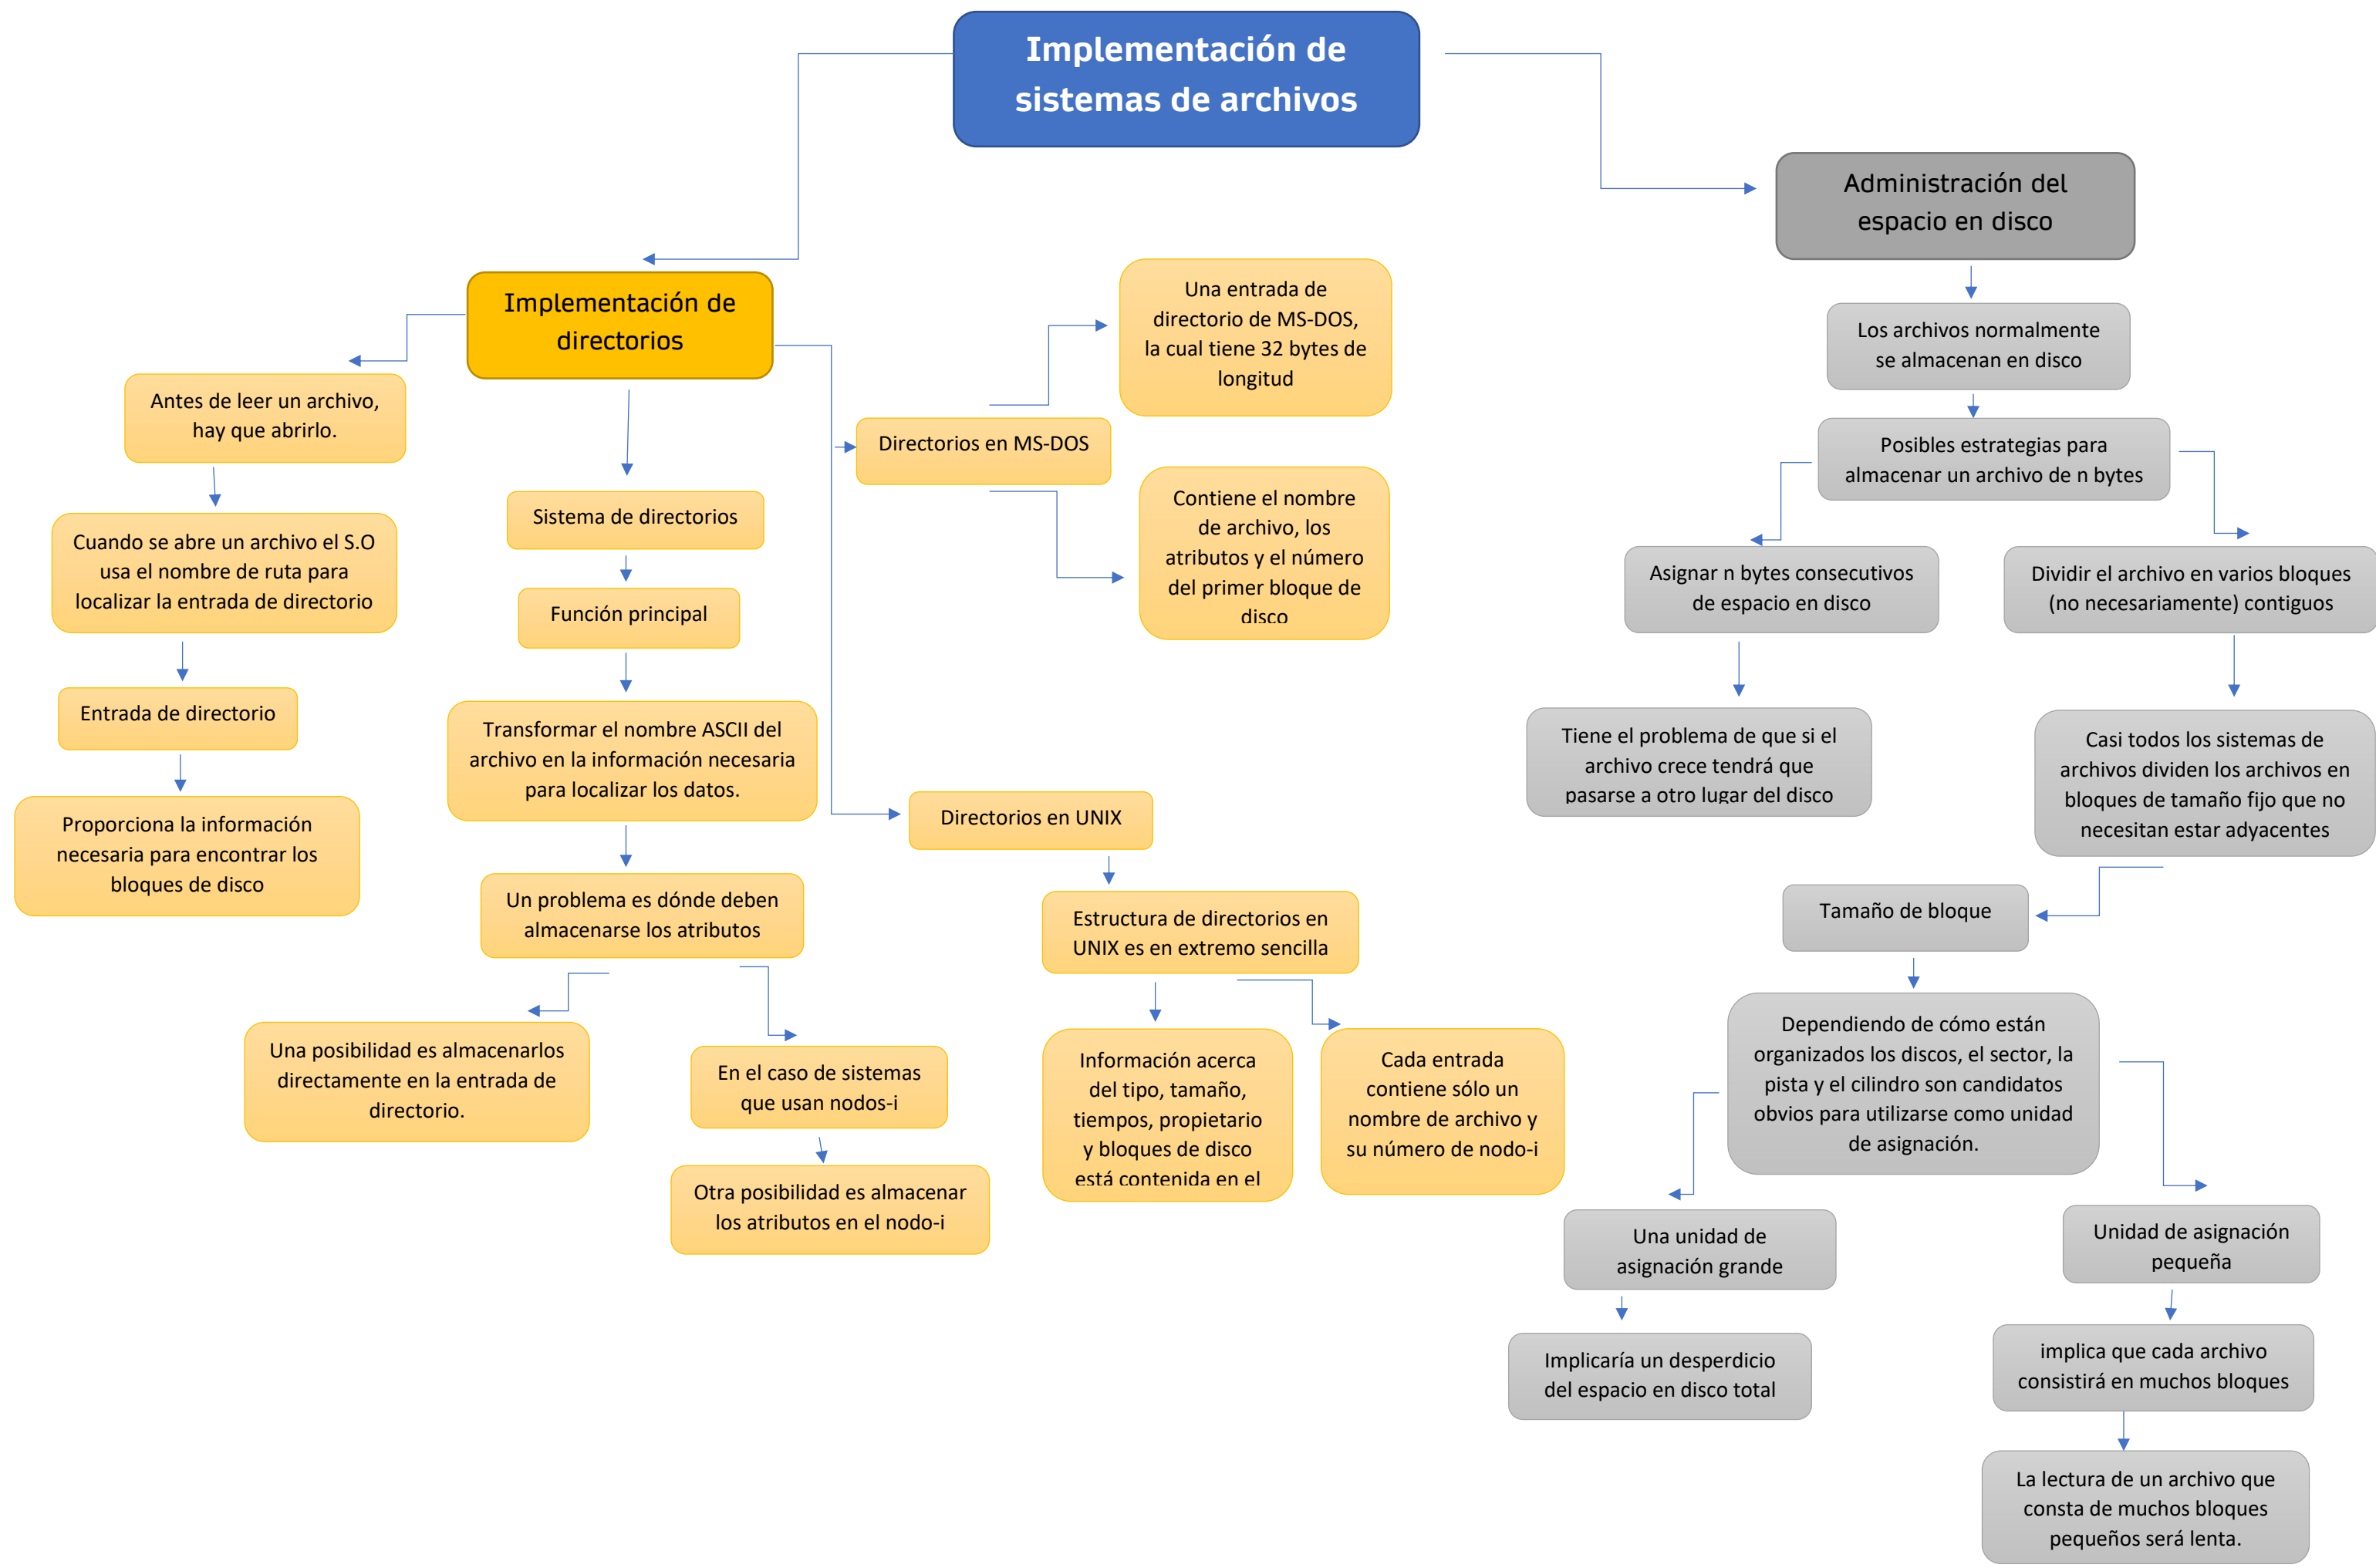 Implementación de
sistemas de archivos
Implementación de
directorios
Antes de leer un archivo,
hay que abrirlo.
Cuando se abre un archivo el S.O
usa el nombre de ruta para
localizar la entrada de directorio
Entrada de directorio
Proporciona la información
necesaria para encontrar los
bloques de disco
Sistema de directorios
Función principal
Transformar el nombre ASCII del
archivo en la información necesaria
para localizar los datos.
Un problema es dónde deben
almacenarse los atributos
Una posibilidad es almacenarlos
directamente en la entrada de
directorio.
En el caso de sistemas
que usan nodos-i
Otra posibilidad es almacenar
los atributos en el nodo-i
Directorios en MS-DOS
Una entrada de
directorio de MS-DOS,
la cual tiene 32 bytes de
longitud
Contiene el nombre
de archivo, los
atributos y el número
del primer bloque de
disco
Directorios en UNIX
Estructura de directorios en
UNIX es en extremo sencilla
Información acerca
del tipo, tamaño,
tiempos, propietario
y bloques de disco
está contenida en el
Cada entrada
contiene sólo un
nombre de archivo y
su número de nodo-i
Administración del
espacio en disco
Los archivos normalmente
se almacenan en disco
Posibles estrategias para
almacenar un archivo de n bytes
Asignar n bytes consecutivos
de espacio en disco
Tiene el problema de que si el
archivo crece tendrá que
pasarse a otro lugar del disco
Dividir el archivo en varios bloques
(no necesariamente) contiguos
Casi todos los sistemas de
archivos dividen los archivos en
bloques de tamaño fijo que no
necesitan estar adyacentes
Tamaño de bloque
Dependiendo de cómo están
organizados los discos, el sector, la
pista y el cilindro son candidatos
obvios para utilizarse como unidad
de asignación.
Una unidad de
asignación grande
Implicaría un desperdicio
del espacio en disco total
Unidad de asignación
pequeña
implica que cada archivo
consistirá en muchos bloques
La lectura de un archivo que
consta de muchos bloques
pequeños será lenta.